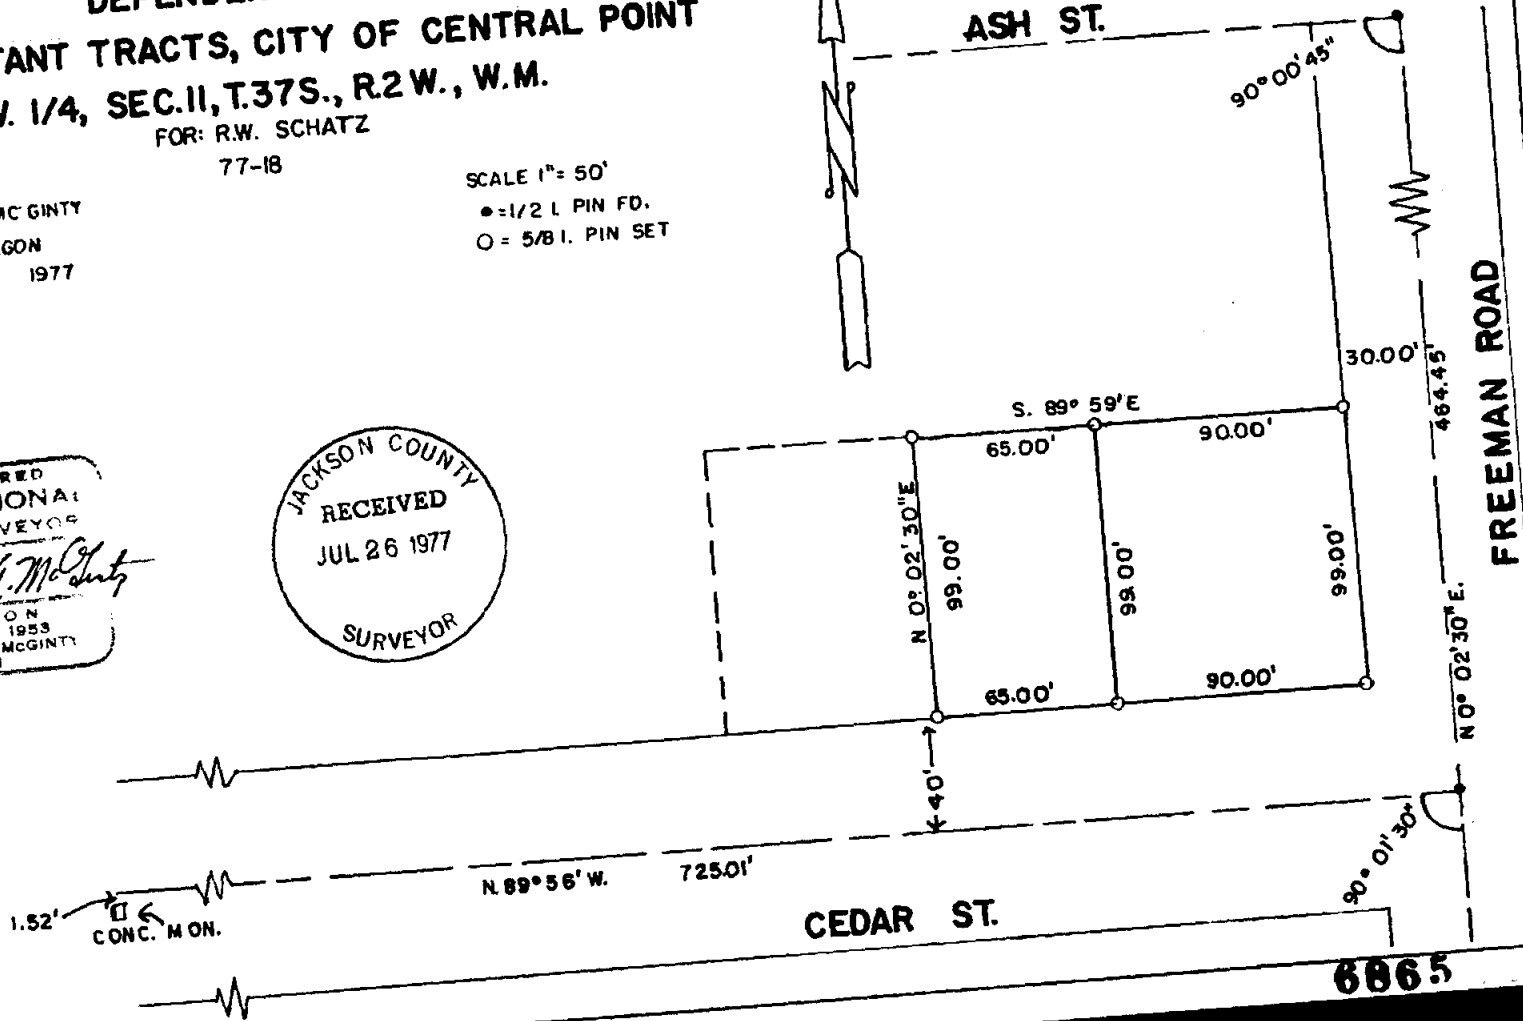 TRACTS, CITY OF CENTRAL POINT
1/4, SEC.11, T.37S., R.2W., W.M.
FOR: R.W. SCHATZ
77-18
SCALE 1"= 50'
●=1/2 I. PIN FD.
○= 5/8 I. PIN SET
MC GINTY
1977
ASH ST.
90°00'45"
30.00'
464.45'
FREEMAN ROAD
S. 89° 59'E
65.00'
90.00'
N 0° 02' 30"E
99.00'
99.00'
99.00'
65.00'
90.00'
N 0° 02'30"E.
JACKSON COUNTY
RECEIVED
JUL 26 1977
SURVEYOR
1953
McGINTY
40'
N. 89°56' W.
725.01'
90° 01'30"
1.52'
CONC. MON.
CEDAR ST.
6865